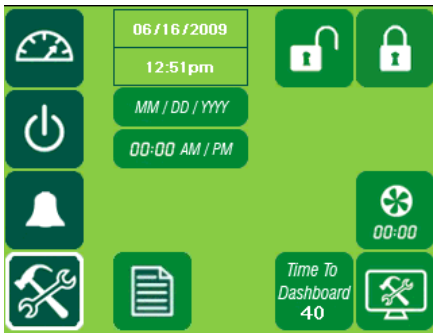 06/16/2009
12:51pm
MM / DD / YYYY
00:00 AM / PM
00:00
Time To
Dashboard
40